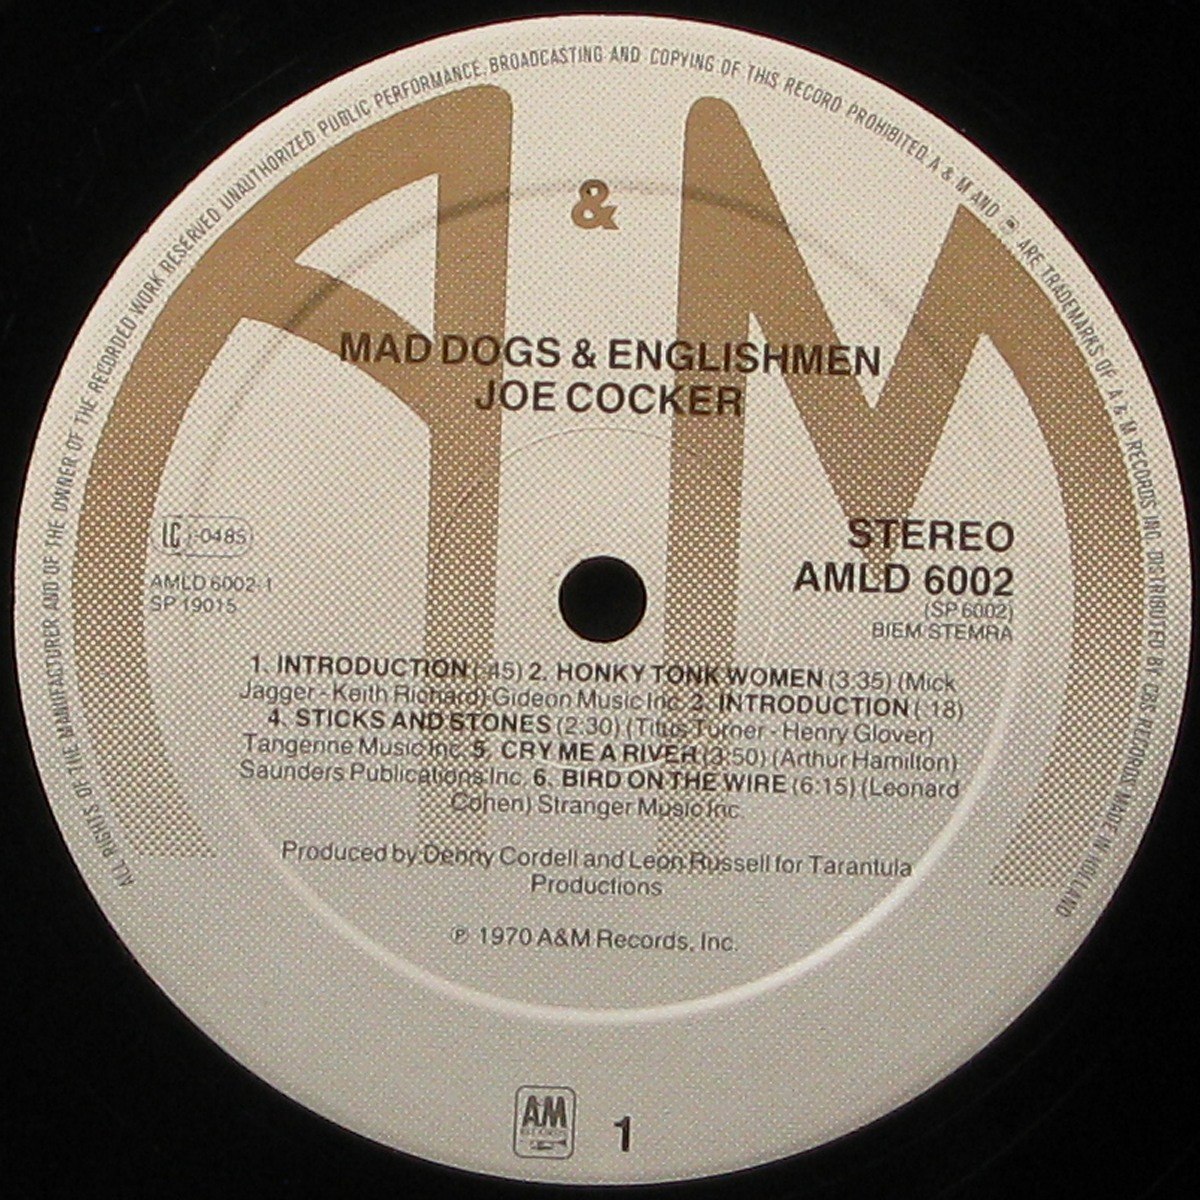 ALL RIGHTS OF THE MANUFACTURER AND OF THE OWNER OF THE RECORDED WORK RESERVED UNAUTHORIZED PUBLIC PERFORMANCE, BROADCASTING AND COPYING OF THIS RECORD PROHIBITED. A & M AND ARE TRADEMARKS OF A & M RECORDS INC. DISTRIBUTED BY CBS RECORDS. MADE IN HOLLAND
A & M
MAD DOGS & ENGLISHMEN
JOE COCKER
LC 0485
STEREO
AMLD 6002-1
AMLD 6002
SP 19015
(SP 6002)
BIEM STEMRA
1. INTRODUCTION (:45) 2. HONKY TONK WOMEN (3:35) (Mick
Jagger - Keith Richard) Gideon Music Inc. 3. INTRODUCTION (:18)
4. STICKS AND STONES (2:30) (Titus Turner - Henry Glover)
Tangerine Music Inc. 5. CRY ME A RIVER (3:50) (Arthur Hamilton)
Saunders Publications Inc. 6. BIRD ON THE WIRE (6:15) (Leonard
Cohen) Stranger Music Inc.
Produced by Denny Cordell and Leon Russell for Tarantula
Productions
℗ 1970 A&M Records, Inc.
A&M
RECORDS
1